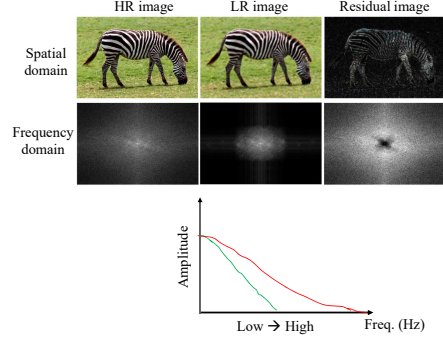 HR image
LR image
Residual image
Spatial
domain
Frequency
domain
Amplitude
Low → High
Freq. (Hz)